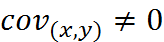 cov₍ₓ,ᵧ₎ ≠ 0